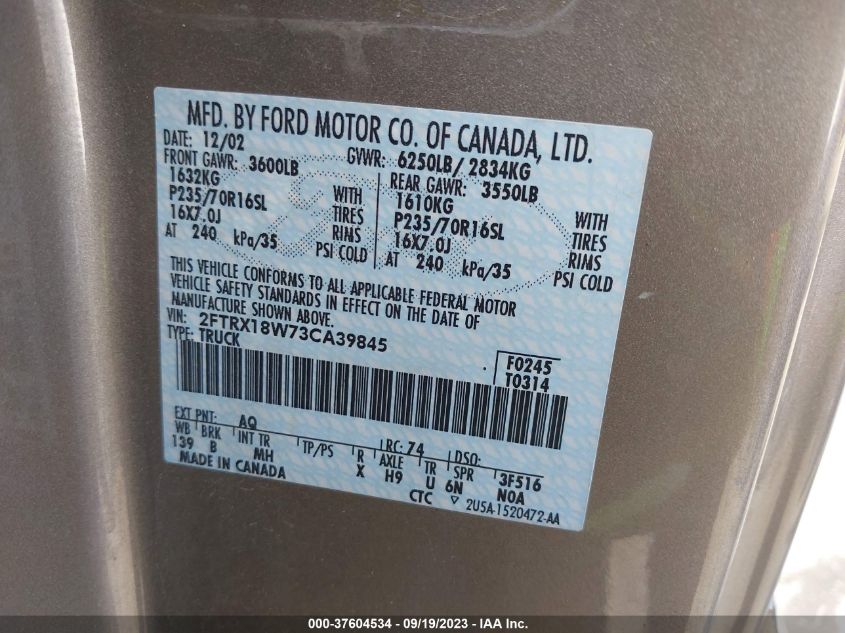 MFD. BY FORD MOTOR CO. OF CANADA, LTD.
DATE: 12/02 GVWR: 6250LB/ 2834KG
FRONT GAWR: 3600LB REAR GAWR: 3550LB
1632KG WITH 1610KG WITH
P235/70R16SL TIRES P235/70R16SL TIRES
16X7.0J RIMS 16X7.0J RIMS
AT 240 kPa/35 PSI COLD AT 240 kPa/35 PSI COLD
THIS VEHICLE CONFORMS TO ALL APPLICABLE FEDERAL MOTOR
VEHICLE SAFETY STANDARDS IN EFFECT ON THE DATE OF
MANUFACTURE SHOWN ABOVE.
VIN: 2FTRX18W73CA39845
TYPE: TRUCK
F0245
T0314
EXT PNT: AQ RC: 74 DSO:
WB BRK INT TR TP/PS R AXLE TR SPR 3F516
139 B MH X H9 U 6N N0A
MADE IN CANADA CTC ▽ 2U5A-1520472-AA
000-37604534 - 09/19/2023 - IAA Inc.